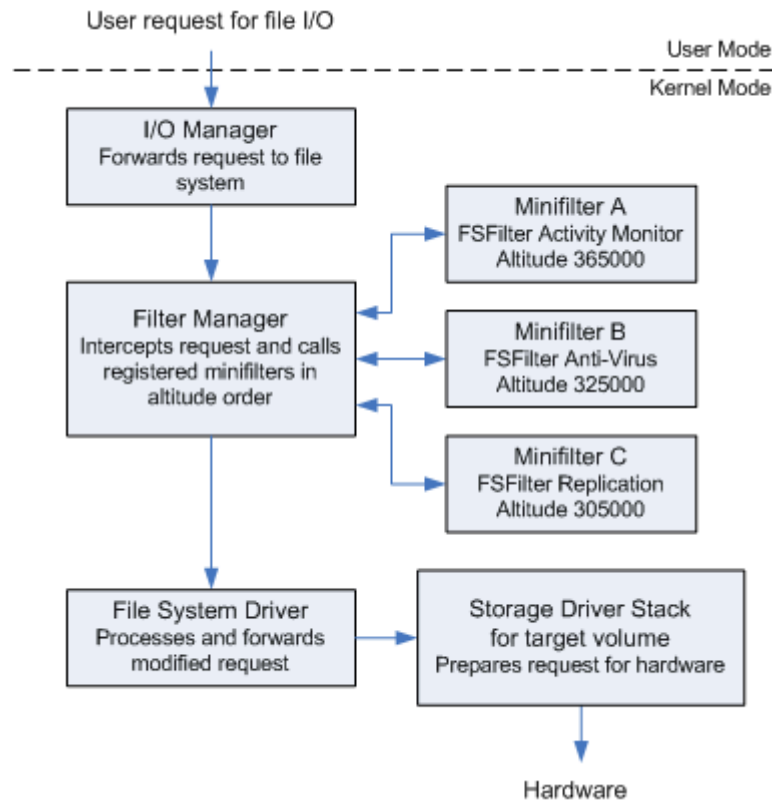 User request for file I/O
User Mode
Kernel Mode
I/O Manager
Forwards request to file
system
Minifilter A
FSFilter Activity Monitor
Altitude 365000
Filter Manager
Intercepts request and calls
registered minifilters in
altitude order
Minifilter B
FSFilter Anti-Virus
Altitude 325000
Minifilter C
FSFilter Replication
Altitude 305000
File System Driver
Processes and forwards
modified request
Storage Driver Stack
for target volume
Prepares request for hardware
Hardware